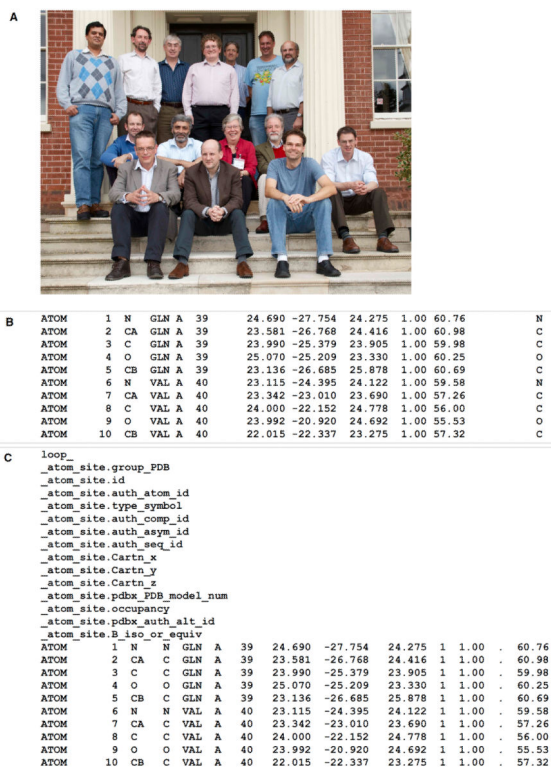 A
B
ATOM 1 N GLN A 39 24.690 -27.754 24.275 1.00 60.76 N
ATOM 2 CA GLN A 39 23.581 -26.768 24.416 1.00 60.98 C
ATOM 3 C GLN A 39 23.990 -25.379 23.905 1.00 59.98 C
ATOM 4 O GLN A 39 25.070 -25.209 23.330 1.00 60.25 O
ATOM 5 CB GLN A 39 23.136 -26.685 25.878 1.00 60.69 C
ATOM 6 N VAL A 40 23.115 -24.395 24.122 1.00 59.58 N
ATOM 7 CA VAL A 40 23.342 -23.010 23.690 1.00 57.26 C
ATOM 8 C VAL A 40 24.000 -22.152 24.778 1.00 56.00 C
ATOM 9 O VAL A 40 23.992 -20.920 24.692 1.00 55.53 O
ATOM 10 CB VAL A 40 22.015 -22.337 23.275 1.00 57.32 C
C
loop_
_atom_site.group_PDB
_atom_site.id
_atom_site.auth_atom_id
_atom_site.type_symbol
_atom_site.auth_comp_id
_atom_site.auth_asym_id
_atom_site.auth_seq_id
_atom_site.Cartn_x
_atom_site.Cartn_y
_atom_site.Cartn_z
_atom_site.pdbx_PDB_model_num
_atom_site.occupancy
_atom_site.pdbx_auth_alt_id
_atom_site.B_iso_or_equiv
ATOM 1 N N GLN A 39 24.690 -27.754 24.275 1 1.00 . 60.76
ATOM 2 CA C GLN A 39 23.581 -26.768 24.416 1 1.00 . 60.98
ATOM 3 C C GLN A 39 23.990 -25.379 23.905 1 1.00 . 59.98
ATOM 4 O O GLN A 39 25.070 -25.209 23.330 1 1.00 . 60.25
ATOM 5 CB C GLN A 39 23.136 -26.685 25.878 1 1.00 . 60.69
ATOM 6 N N VAL A 40 23.115 -24.395 24.122 1 1.00 . 59.58
ATOM 7 CA C VAL A 40 23.342 -23.010 23.690 1 1.00 . 57.26
ATOM 8 C C VAL A 40 24.000 -22.152 24.778 1 1.00 . 56.00
ATOM 9 O O VAL A 40 23.992 -20.920 24.692 1 1.00 . 55.53
ATOM 10 CB C VAL A 40 22.015 -22.337 23.275 1 1.00 . 57.32